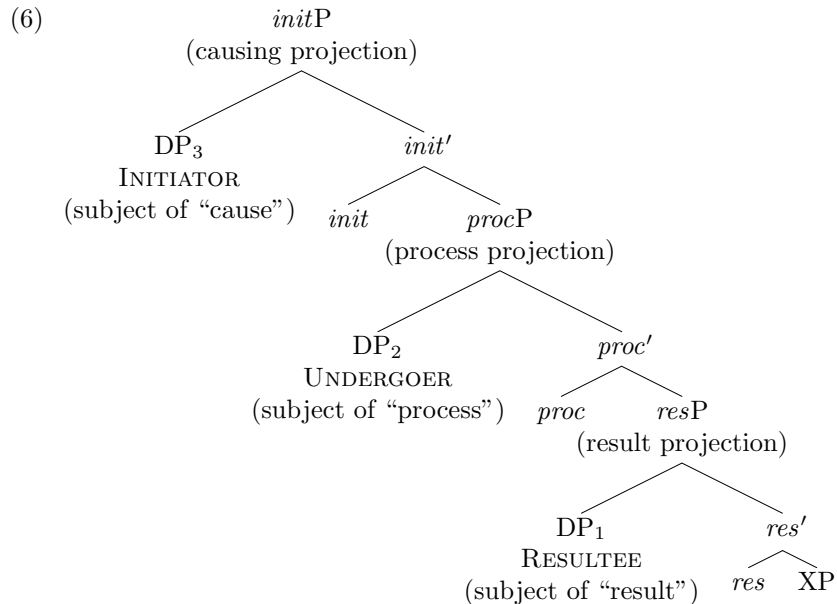 (6)
initP
(causing projection)
DP₃
INITIATOR
(subject of “cause”)
init′
init
procP
(process projection)
DP₂
UNDERGOER
(subject of “process”)
proc′
proc
resP
(result projection)
DP₁
RESULTEE
(subject of “result”)
res′
res
XP